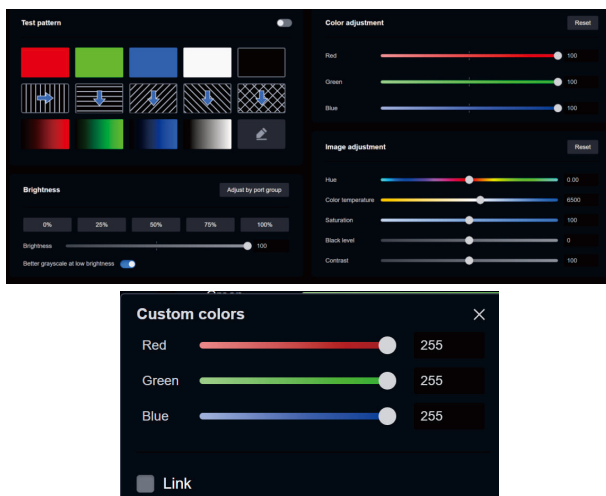 Test pattern
Brightness
Adjust by port group
0%
25%
50%
75%
100%
Brightness
100
Better grayscale at low brightness
Color adjustment
Reset
Red
100
Green
100
Blue
100
Image adjustment
Reset
Hue
0.00
Color temperature
6500
Saturation
100
Black level
0
Contrast
100
Custom colors
Red
255
Green
255
Blue
255
Link